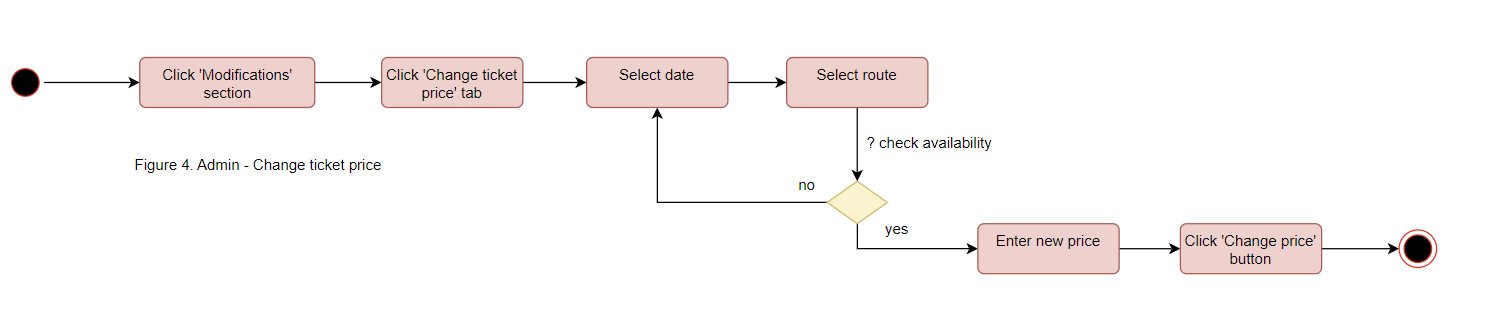 Click 'Modifications'
section
Click 'Change ticket
price' tab
Select date
Select route
? check availability
Figure 4. Admin - Change ticket price
no
yes
Enter new price
Click 'Change price'
button